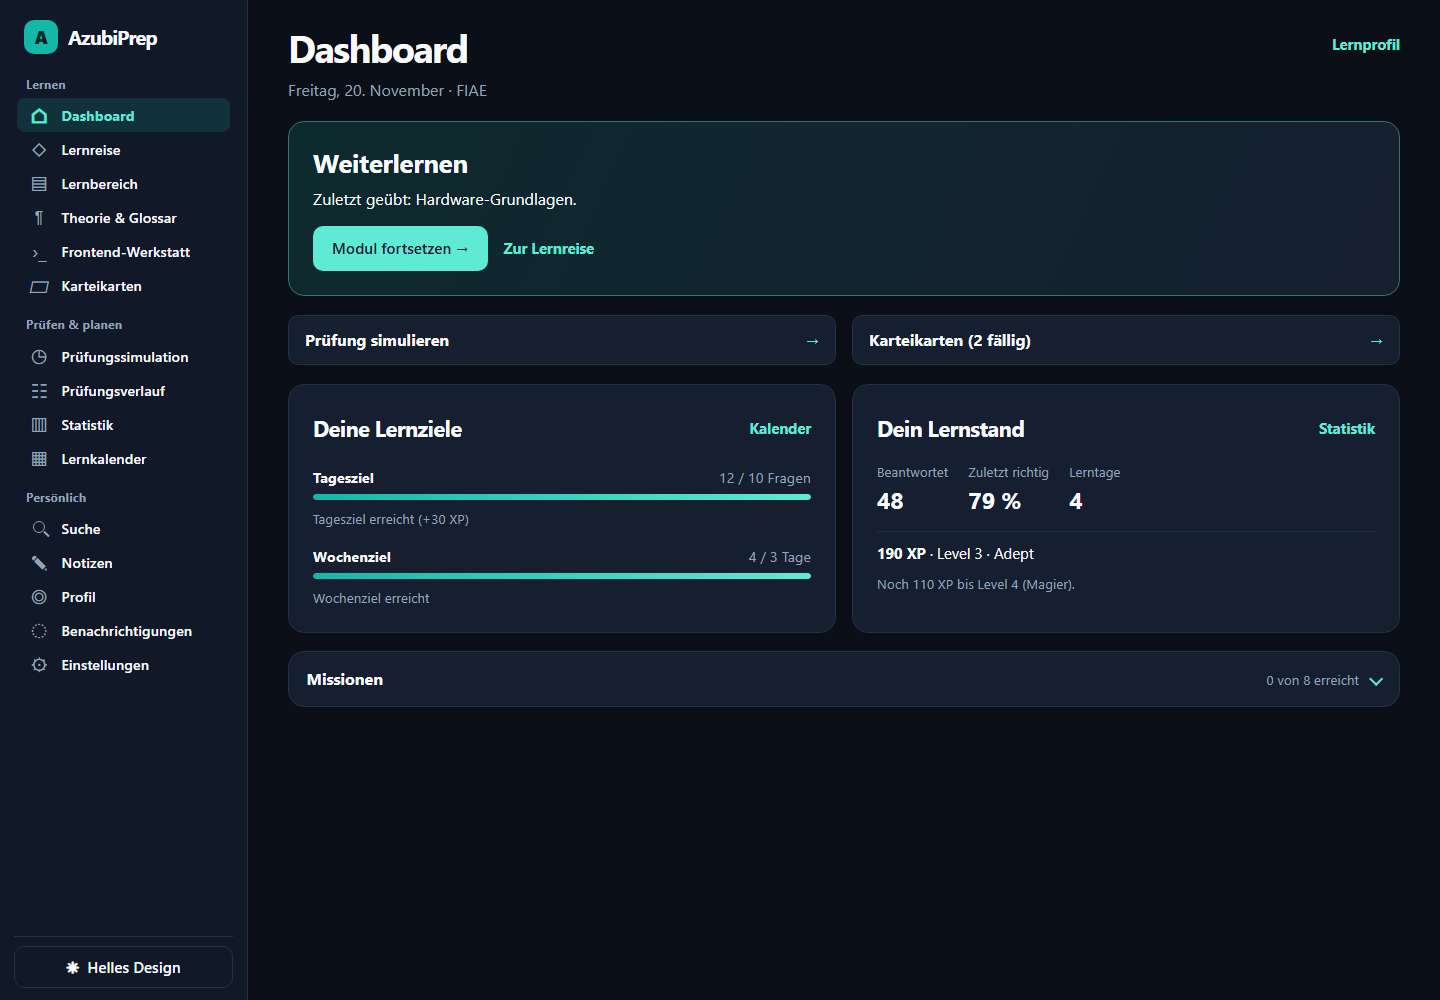 A AzubiPrep
Lernen
Dashboard
Lernreise
Lernbereich
¶ Theorie & Glossar
›_ Frontend-Werkstatt
Karteikarten
Prüfen & planen
Prüfungssimulation
Prüfungsverlauf
Statistik
Lernkalender
Persönlich
Suche
Notizen
Profil
Benachrichtigungen
Einstellungen
Helles Design
Dashboard
Lernprofil
Freitag, 20. November · FIAE
Weiterlernen
Zuletzt geübt: Hardware-Grundlagen.
Modul fortsetzen → Zur Lernreise
Prüfung simulieren →
Karteikarten (2 fällig) →
Deine Lernziele Kalender
Tagesziel 12 / 10 Fragen
Tagesziel erreicht (+30 XP)
Wochenziel 4 / 3 Tage
Wochenziel erreicht
Dein Lernstand Statistik
Beantwortet Zuletzt richtig Lerntage
48 79 % 4
190 XP · Level 3 · Adept
Noch 110 XP bis Level 4 (Magier).
Missionen 0 von 8 erreicht